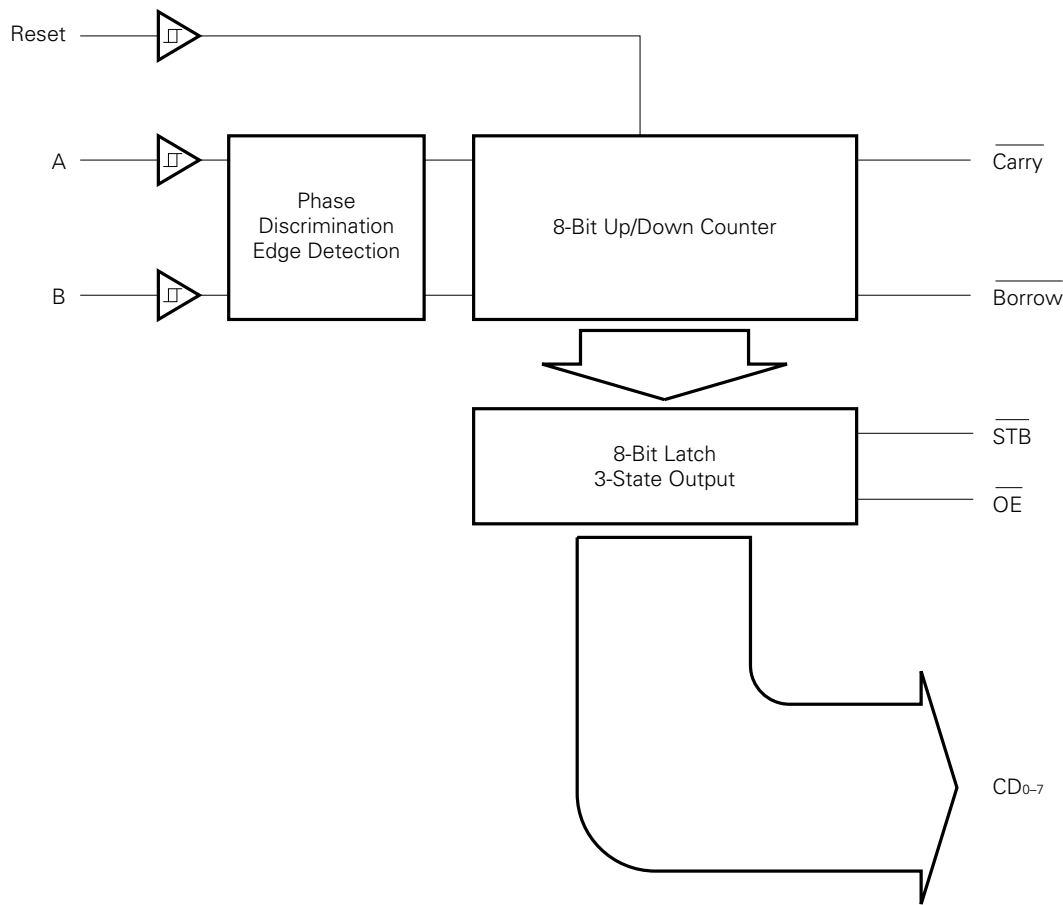 Reset
A
Phase
Discrimination
Edge Detection
8-Bit Up/Down Counter
Carry
B
Borrow
8-Bit Latch
3-State Output
STB
OE
CD0–7